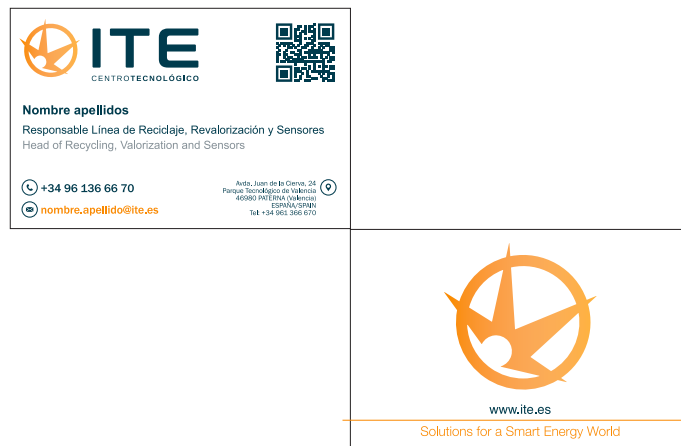 ITE
CENTROTECNOLÓGICO
Nombre apellidos
Responsable Línea de Reciclaje, Revalorización y Sensores
Head of Recycling, Valorization and Sensors
+34 96 136 66 70
nombre.apellido@ite.es
Avda. Juan de la Cierva, 24
Parque Tecnológico de Valencia
46980 PATERNA (Valencia)
ESPAÑA/SPAIN
Tel: +34 961 366 670
www.ite.es
Solutions for a Smart Energy World